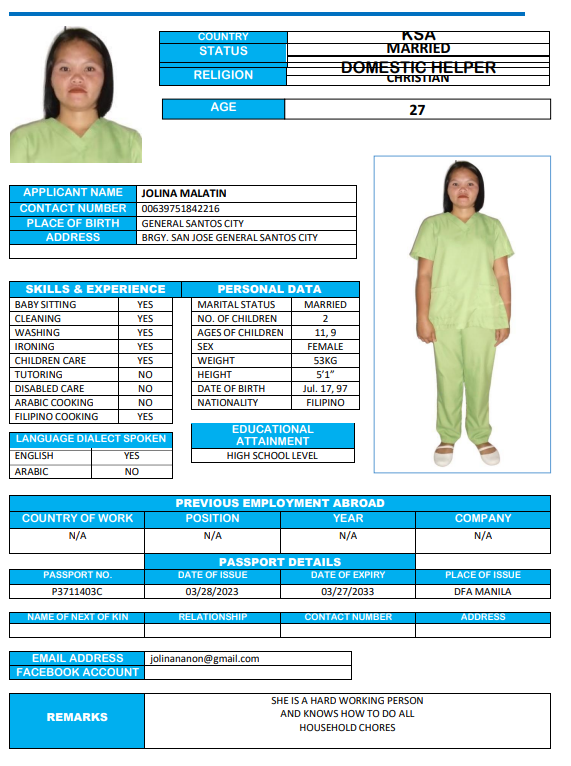 COUNTRY KSA
STATUS MARRIED
DOMESTIC HELPER
RELIGION CHRISTIAN
AGE 27
APPLICANT NAME JOLINA MALATIN
CONTACT NUMBER 00639751842216
PLACE OF BIRTH GENERAL SANTOS CITY
ADDRESS BRGY. SAN JOSE GENERAL SANTOS CITY
SKILLS & EXPERIENCE PERSONAL DATA
BABY SITTING YES MARITAL STATUS MARRIED
CLEANING YES NO. OF CHILDREN 2
WASHING YES AGES OF CHILDREN 11, 9
IRONING YES SEX FEMALE
CHILDREN CARE YES WEIGHT 53KG
TUTORING NO HEIGHT 5'1”
DISABLED CARE NO DATE OF BIRTH Jul. 17, 97
ARABIC COOKING NO NATIONALITY FILIPINO
FILIPINO COOKING YES
EDUCATIONAL
ATTAINMENT
HIGH SCHOOL LEVEL
LANGUAGE DIALECT SPOKEN
ENGLISH YES
ARABIC NO
PREVIOUS EMPLOYMENT ABROAD
COUNTRY OF WORK POSITION YEAR COMPANY
N/A N/A N/A N/A
PASSPORT DETAILS
PASSPORT NO. DATE OF ISSUE DATE OF EXPIRY PLACE OF ISSUE
P3711403C 03/28/2023 03/27/2033 DFA MANILA
NAME OF NEXT OF KIN RELATIONSHIP CONTACT NUMBER ADDRESS
EMAIL ADDRESS jolinananon@gmail.com
FACEBOOK ACCOUNT
REMARKS
SHE IS A HARD WORKING PERSON
AND KNOWS HOW TO DO ALL
HOUSEHOLD CHORES